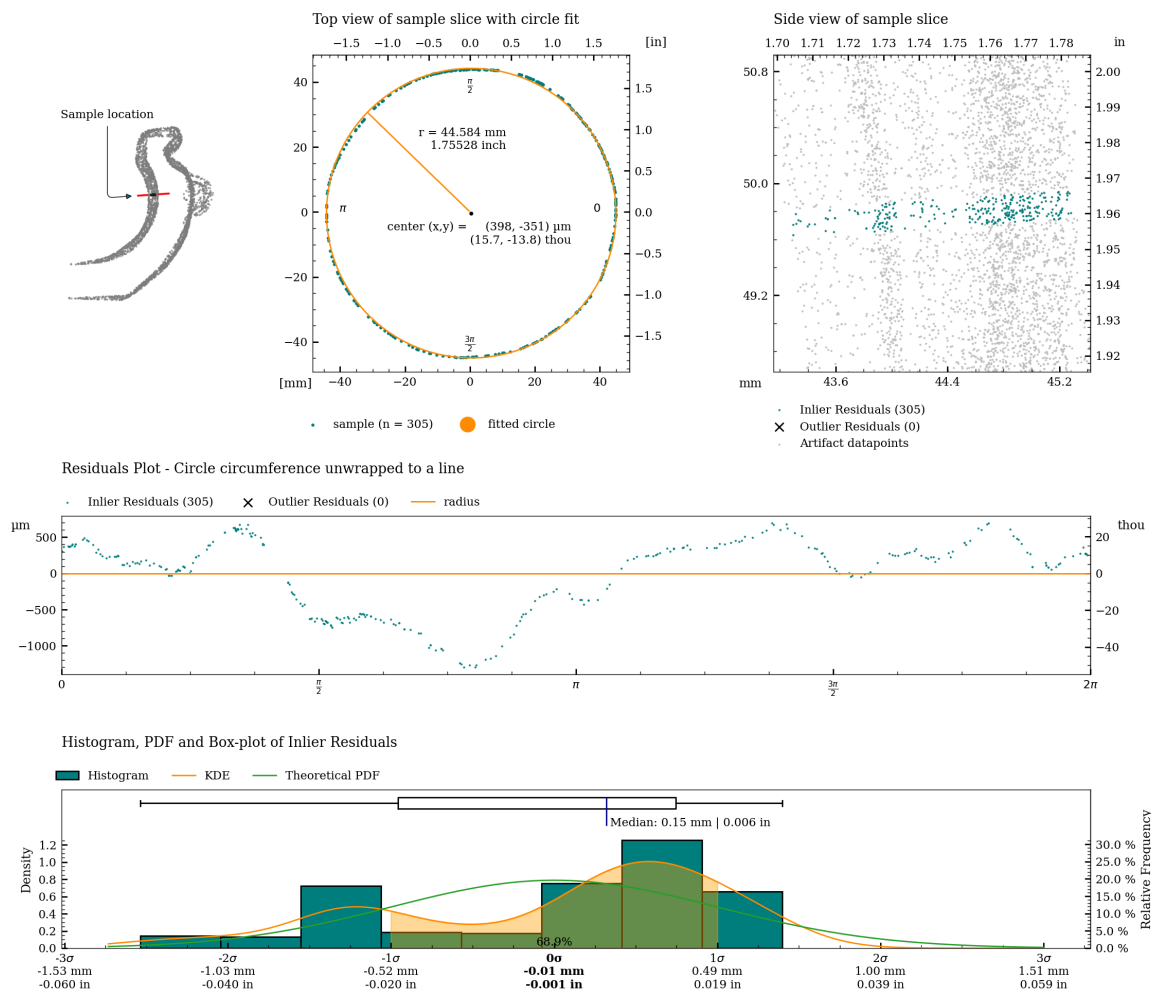 Top view of sample slice with circle fit
−1.5 −1.0 −0.5 0.0 0.5 1.0 1.5 [in]
Sample location
40
20
0
−20
−40
π/2
r = 44.584 mm
1.75528 inch
π
0
center (x,y) = (398, -351) µm
(15.7, -13.8) thou
3π/2
1.5
1.0
0.5
0.0
−0.5
−1.0
−1.5
[mm] −40 −20 0 20 40
sample (n = 305) fitted circle
Side view of sample slice
1.70 1.71 1.72 1.73 1.74 1.75 1.76 1.77 1.78 in
50.8
50.0
49.2
2.00
1.99
1.98
1.97
1.96
1.95
1.94
1.93
1.92
mm 43.6 44.4 45.2
Inlier Residuals (305)
Outlier Residuals (0)
Artifact datapoints
Residuals Plot - Circle circumference unwrapped to a line
Inlier Residuals (305) Outlier Residuals (0) radius
µm thou
500
0
−500
−1000
20
0
−20
−40
0 π/2 π 3π/2 2π
Histogram, PDF and Box-plot of Inlier Residuals
Histogram KDE Theoretical PDF
Median: 0.15 mm | 0.006 in
Density
1.2
1.0
0.8
0.6
0.4
0.2
0.0
68.9%
30.0 %
25.0 %
20.0 %
15.0 %
10.0 %
5.0 %
0.0 %
Relative Frequency
-3σ -2σ -1σ 0σ 1σ 2σ 3σ
-1.53 mm -1.03 mm -0.52 mm -0.01 mm 0.49 mm 1.00 mm 1.51 mm
-0.060 in -0.040 in -0.020 in -0.001 in 0.019 in 0.039 in 0.059 in